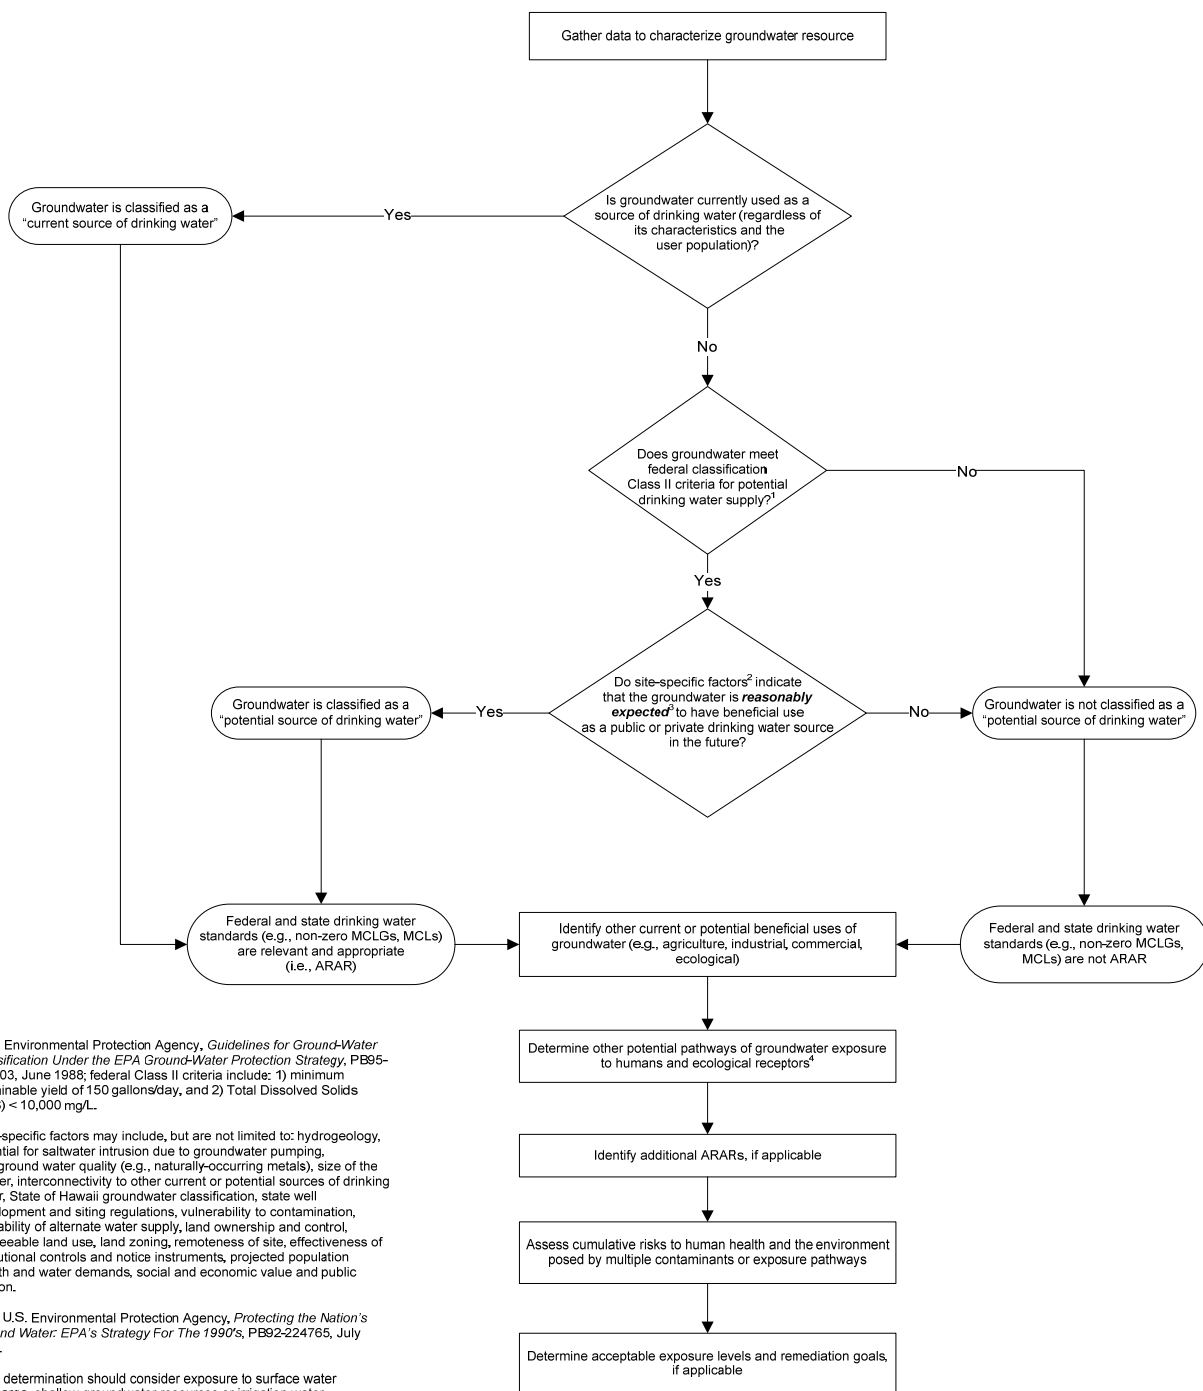 Gather data to characterize groundwater resource
Is groundwater currently used as a
source of drinking water (regardless of
its characteristics and the
user population)?
Yes
Groundwater is classified as a
“current source of drinking water”
No
Does groundwater meet
federal classification
Class II criteria for potential
drinking water supply?1
No
Yes
Do site-specific factors2 indicate
that the groundwater is reasonably
expected3 to have beneficial use
as a public or private drinking water source
in the future?
Yes
Groundwater is classified as a
“potential source of drinking water”
No
Groundwater is not classified as a
“potential source of drinking water”
Federal and state drinking water
standards (e.g., non-zero MCLGs, MCLs)
are relevant and appropriate
(i.e., ARAR)
Identify other current or potential beneficial uses of
groundwater (e.g., agriculture, industrial, commercial,
ecological)
Federal and state drinking water
standards (e.g., non-zero MCLGs,
MCLs) are not ARAR
Determine other potential pathways of groundwater exposure
to humans and ecological receptors4
Identify additional ARARs, if applicable
Assess cumulative risks to human health and the environment
posed by multiple contaminants or exposure pathways
Determine acceptable exposure levels and remediation goals,
if applicable
Environmental Protection Agency, Guidelines for Ground-Water
Under the EPA Ground-Water Protection Strategy, PB95-
03, June 1988; federal Class II criteria include: 1) minimum
yield of 150 gallons/day, and 2) Total Dissolved Solids
< 10,000 mg/L.
-specific factors may include, but are not limited to: hydrogeology,
for saltwater intrusion due to groundwater pumping,
ground water quality (e.g., naturally-occurring metals), size of the
interconnectivity to other current or potential sources of drinking
State of Hawaii groundwater classification, state well
and siting regulations, vulnerability to contamination,
of alternate water supply, land ownership and control,
land use, land zoning, remoteness of site, effectiveness of
controls and notice instruments, projected population
and water demands, social and economic value and public
U.S. Environmental Protection Agency, Protecting the Nation's
Water: EPA's Strategy For The 1990's, PB92-224765, July
determination should consider exposure to surface water